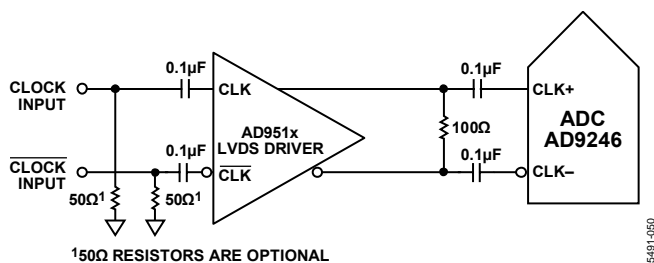 CLOCK
INPUT
0.1µF
CLK
CLOCK
INPUT
0.1µF
CLK
50Ω1
50Ω1
AD951x
LVDS DRIVER
100Ω
0.1µF
CLK+
0.1µF
CLK–
ADC
AD9246
150Ω RESISTORS ARE OPTIONAL
5491-050